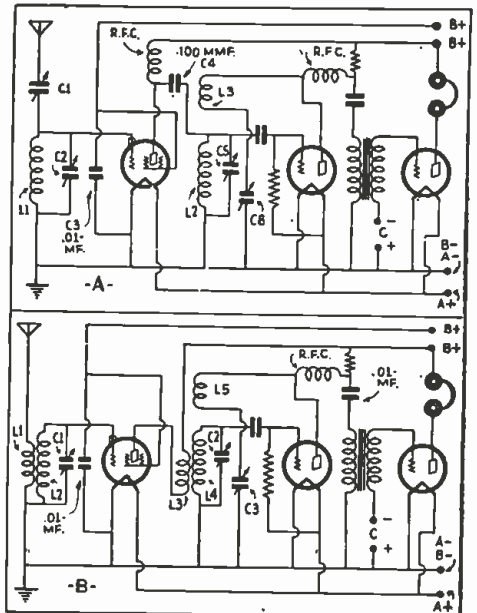 B+
R.F.C.
B+
.100 MMF.
C4
R.F.C.
C1
L3
C2
C5
L1
L2
C3
.01-
MF.
C8
C
-
+
B-
A-
-A-
A+
B+
B+
R.F.C.
.01-
MF.
L5
L1
C1
C2
L2
.01-
MF.
L3
L4
C3
C
-
+
A-
B-
-B-
A+